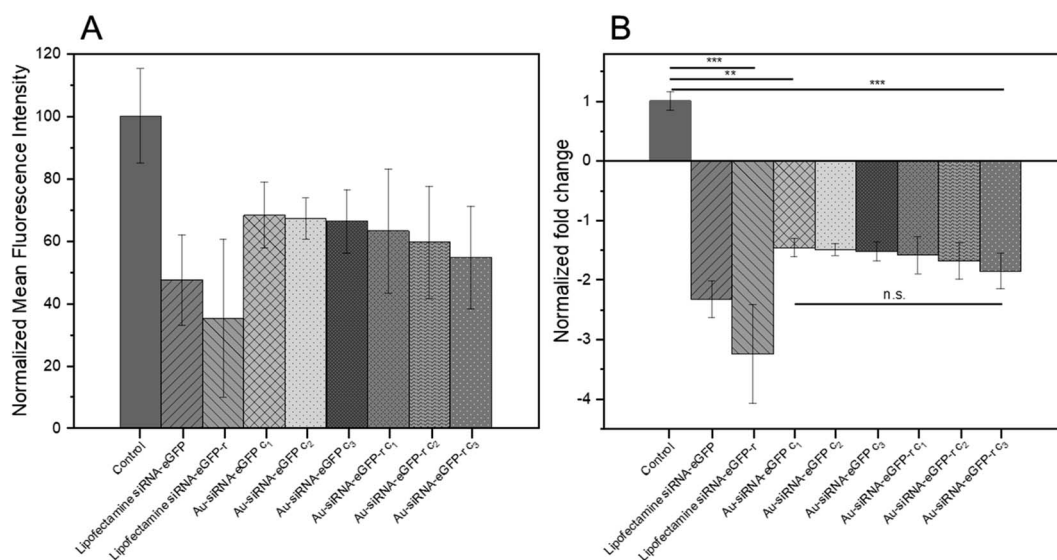 A
Normalized Mean Fluorescence Intensity
120
100
80
60
40
20
0
Control
Lipofectamine siRNA-eGFP
Lipofectamine siRNA-eGFP-r
Au-siRNA-eGFP c1
Au-siRNA-eGFP c2
Au-siRNA-eGFP c3
Au-siRNA-eGFP-r c1
Au-siRNA-eGFP-r c2
Au-siRNA-eGFP-r c3
B
Normalized fold change
1
0
-1
-2
-3
-4
***
**
***
n.s.
Control
Lipofectamine siRNA-eGFP
Lipofectamine siRNA-eGFP-r
Au-siRNA-eGFP c1
Au-siRNA-eGFP c2
Au-siRNA-eGFP c3
Au-siRNA-eGFP-r c1
Au-siRNA-eGFP-r c2
Au-siRNA-eGFP-r c3